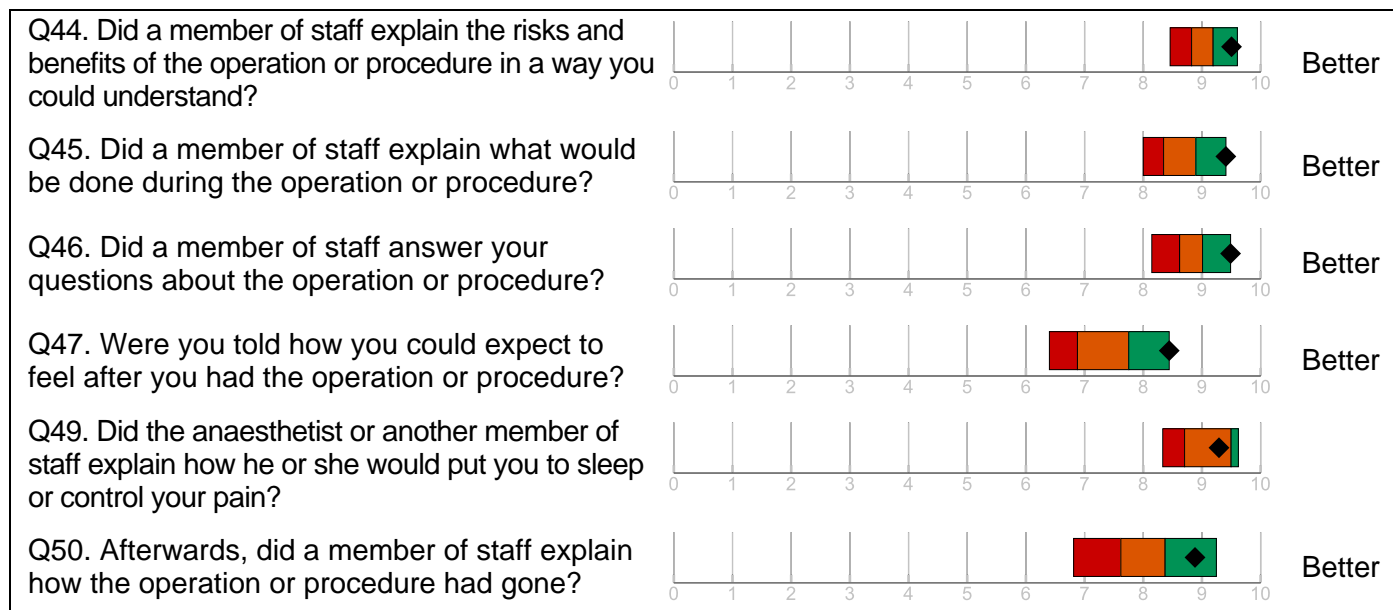 Q44. Did a member of staff explain the risks and
benefits of the operation or procedure in a way you
could understand?
0 1 2 3 4 5 6 7 8 9 10
Better
Q45. Did a member of staff explain what would
be done during the operation or procedure?
0 1 2 3 4 5 6 7 8 9 10
Better
Q46. Did a member of staff answer your
questions about the operation or procedure?
0 1 2 3 4 5 6 7 8 9 10
Better
Q47. Were you told how you could expect to
feel after you had the operation or procedure?
0 1 2 3 4 5 6 7 8 9 10
Better
Q49. Did the anaesthetist or another member of
staff explain how he or she would put you to sleep
or control your pain?
0 1 2 3 4 5 6 7 8 9 10
Better
Q50. Afterwards, did a member of staff explain
how the operation or procedure had gone?
0 1 2 3 4 5 6 7 8 9 10
Better